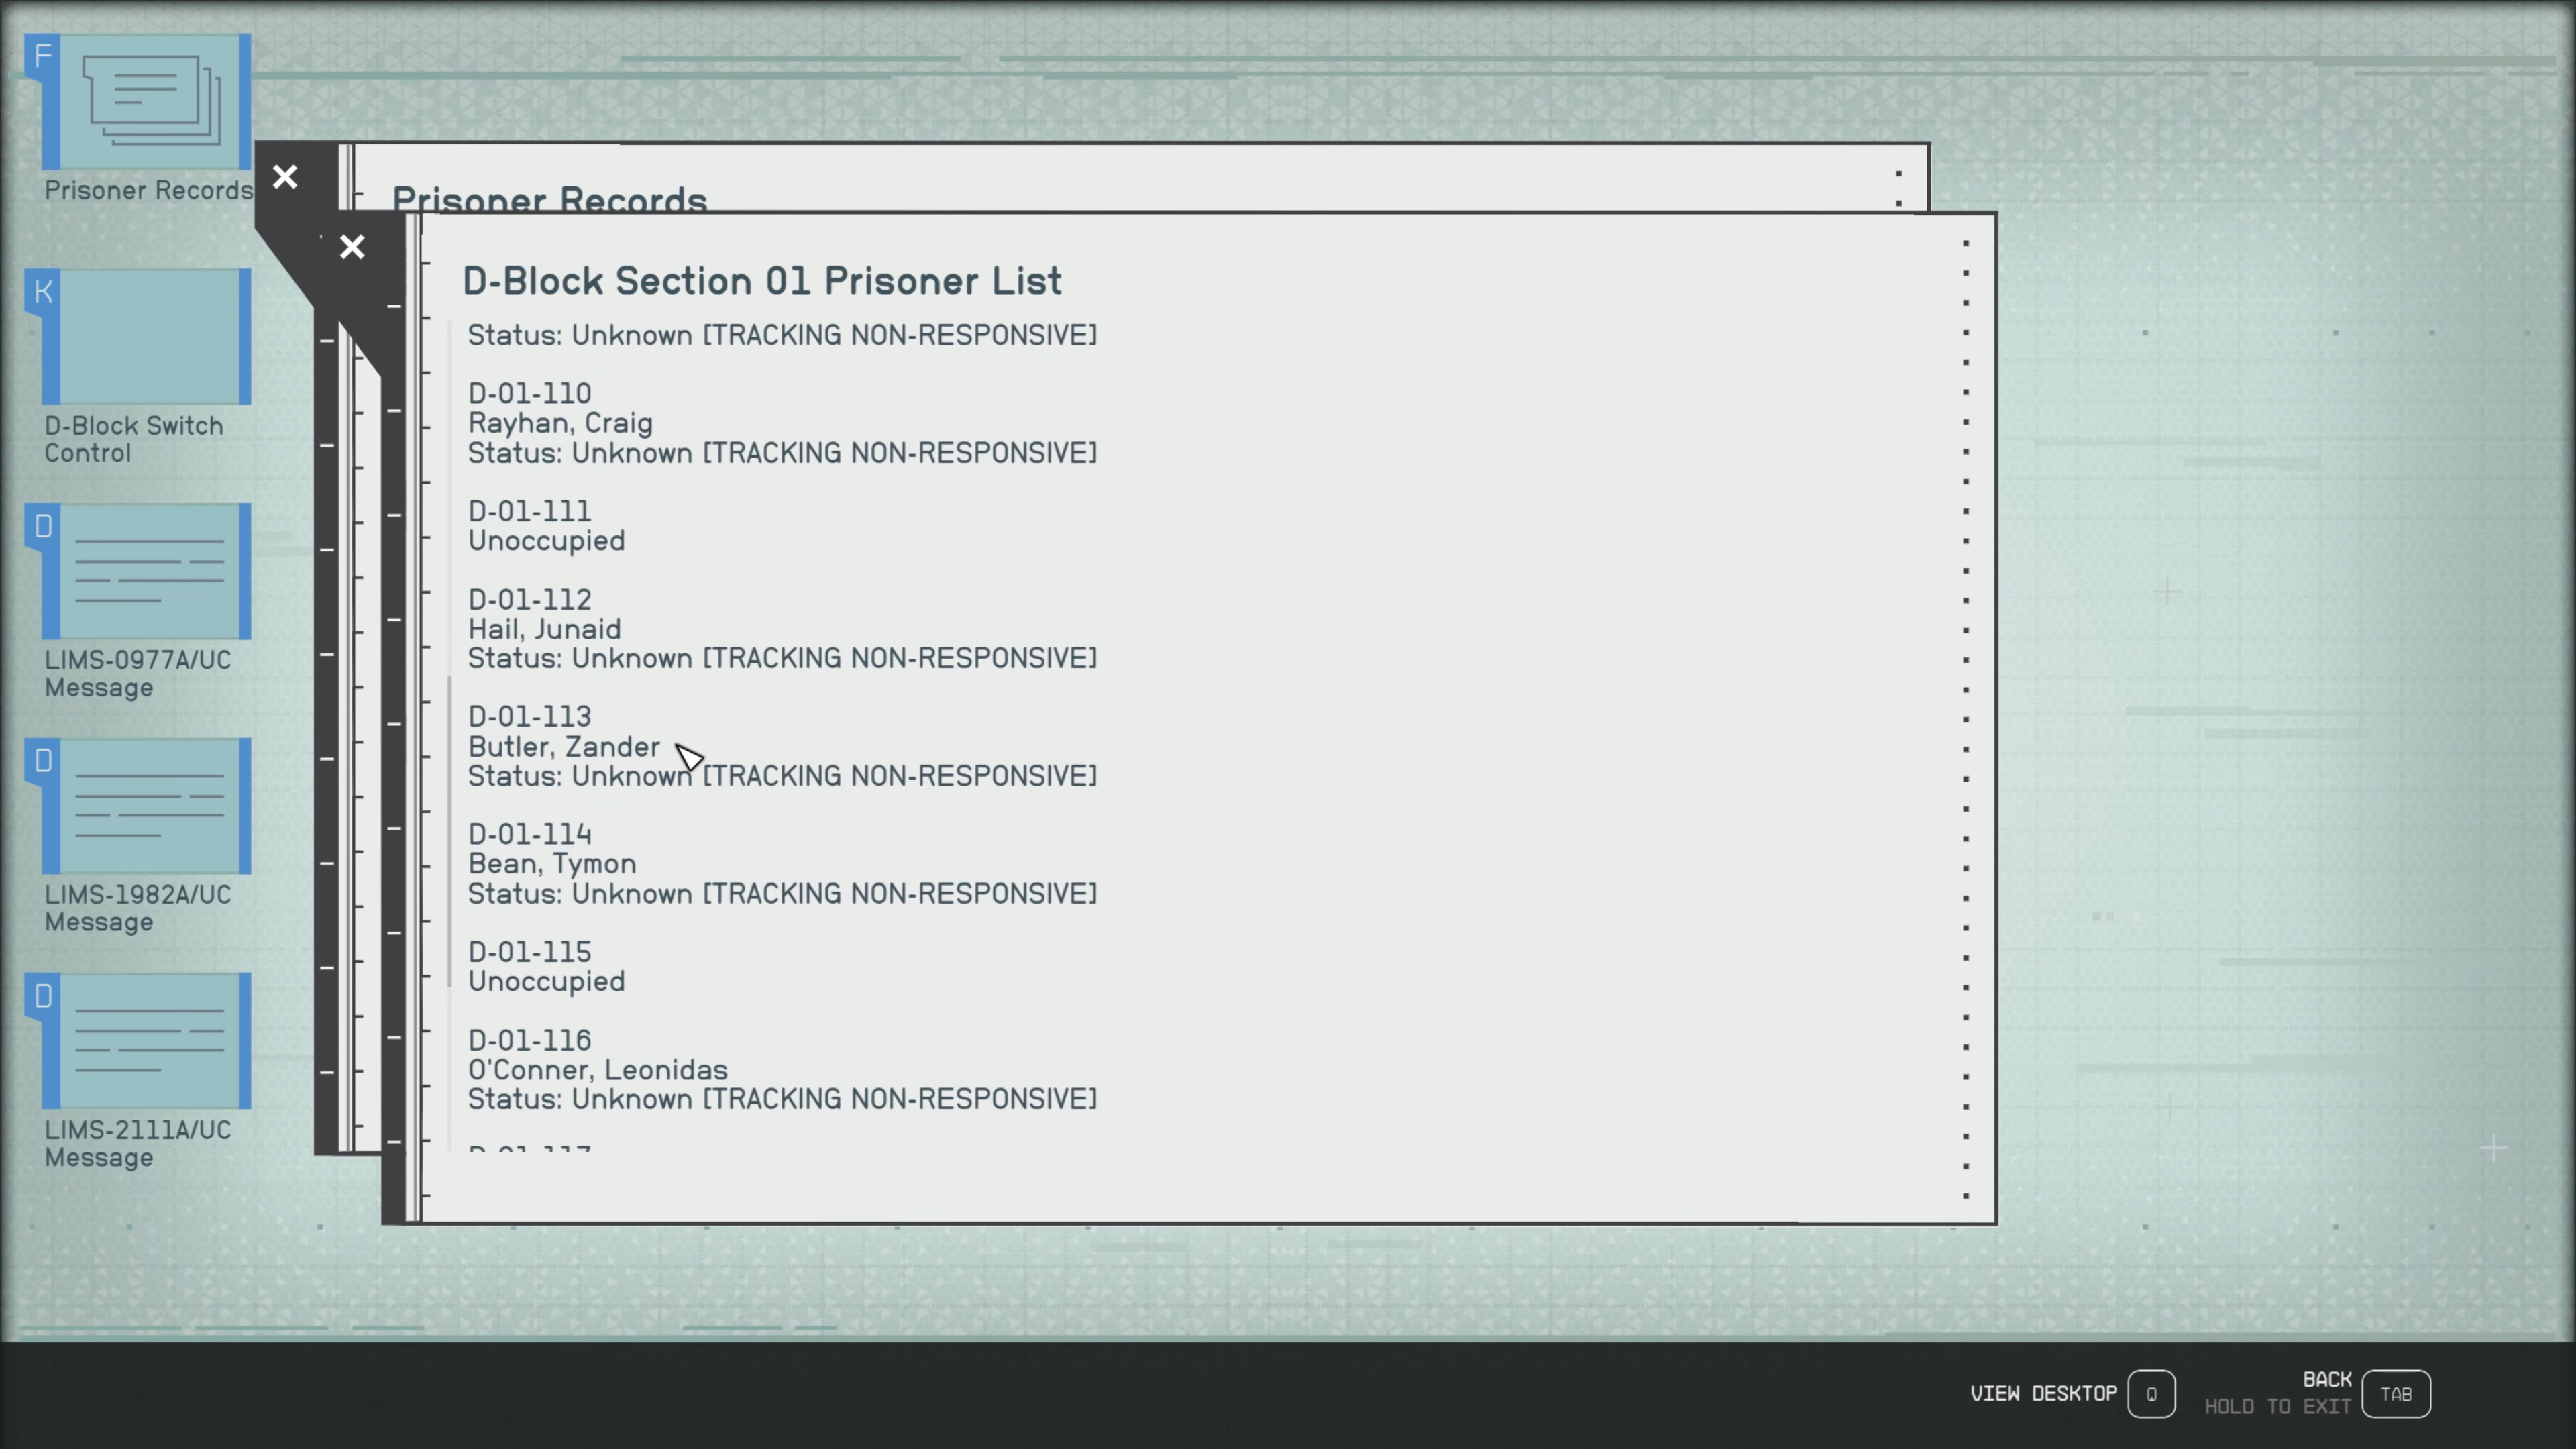 F
Prisoner Records
K
D-Block Switch
Control
D
LIMS-0977A/UC
Message
D
LIMS-1982A/UC
Message
D
LIMS-2111A/UC
Message
Prisoner Records
D-Block Section 01 Prisoner List
Status: Unknown [TRACKING NON-RESPONSIVE]
D-01-110
Rayhan, Craig
Status: Unknown [TRACKING NON-RESPONSIVE]
D-01-111
Unoccupied
D-01-112
Hail, Junaid
Status: Unknown [TRACKING NON-RESPONSIVE]
D-01-113
Butler, Zander
Status: Unknown [TRACKING NON-RESPONSIVE]
D-01-114
Bean, Tymon
Status: Unknown [TRACKING NON-RESPONSIVE]
D-01-115
Unoccupied
D-01-116
O'Conner, Leonidas
Status: Unknown [TRACKING NON-RESPONSIVE]
D-01-117
VIEW DESKTOP Q
BACK
HOLD TO EXIT TAB